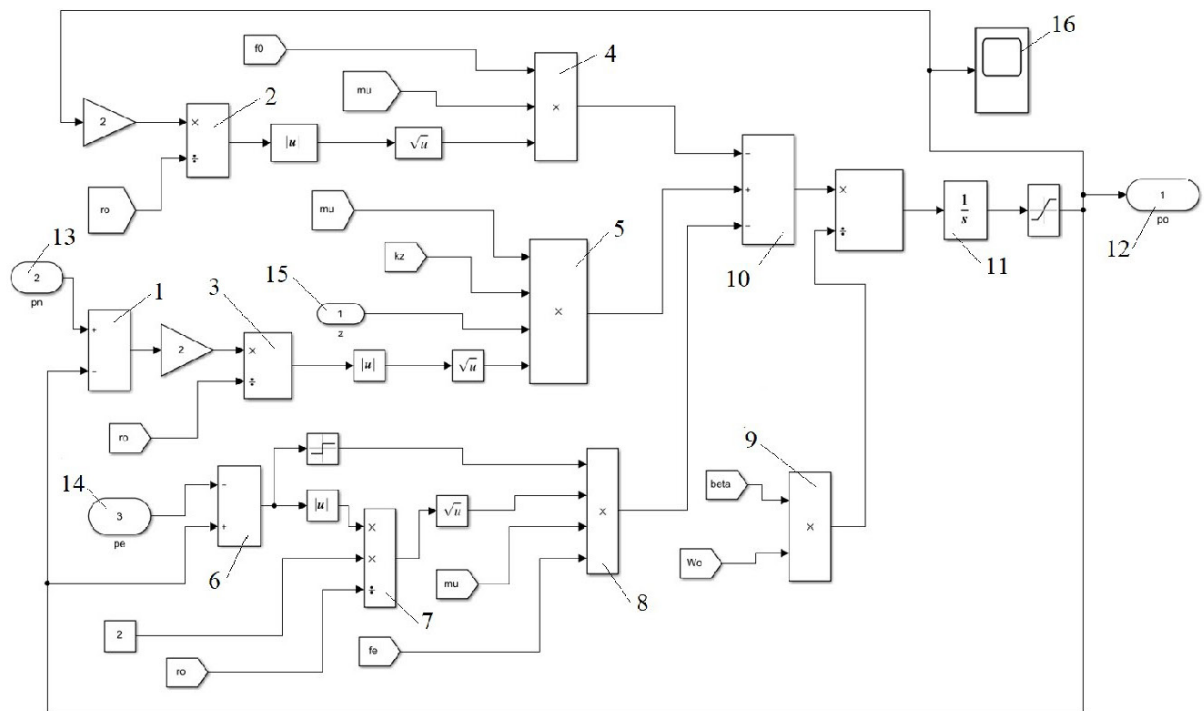 f0
4
16
mu
2
2
×
÷
|u|
√u
×
ro
−
+
−
×
÷
1/s
1
po
mu
5
10
11
12
13
2
pn
kz
15
1
z
×
1
3
+
−
2
×
÷
|u|
√u
ro
9
14
3
pe
−
+
|u|
√u
×
×
÷
×
beta
×
6
mu
Wo
8
2
7
fe
ro